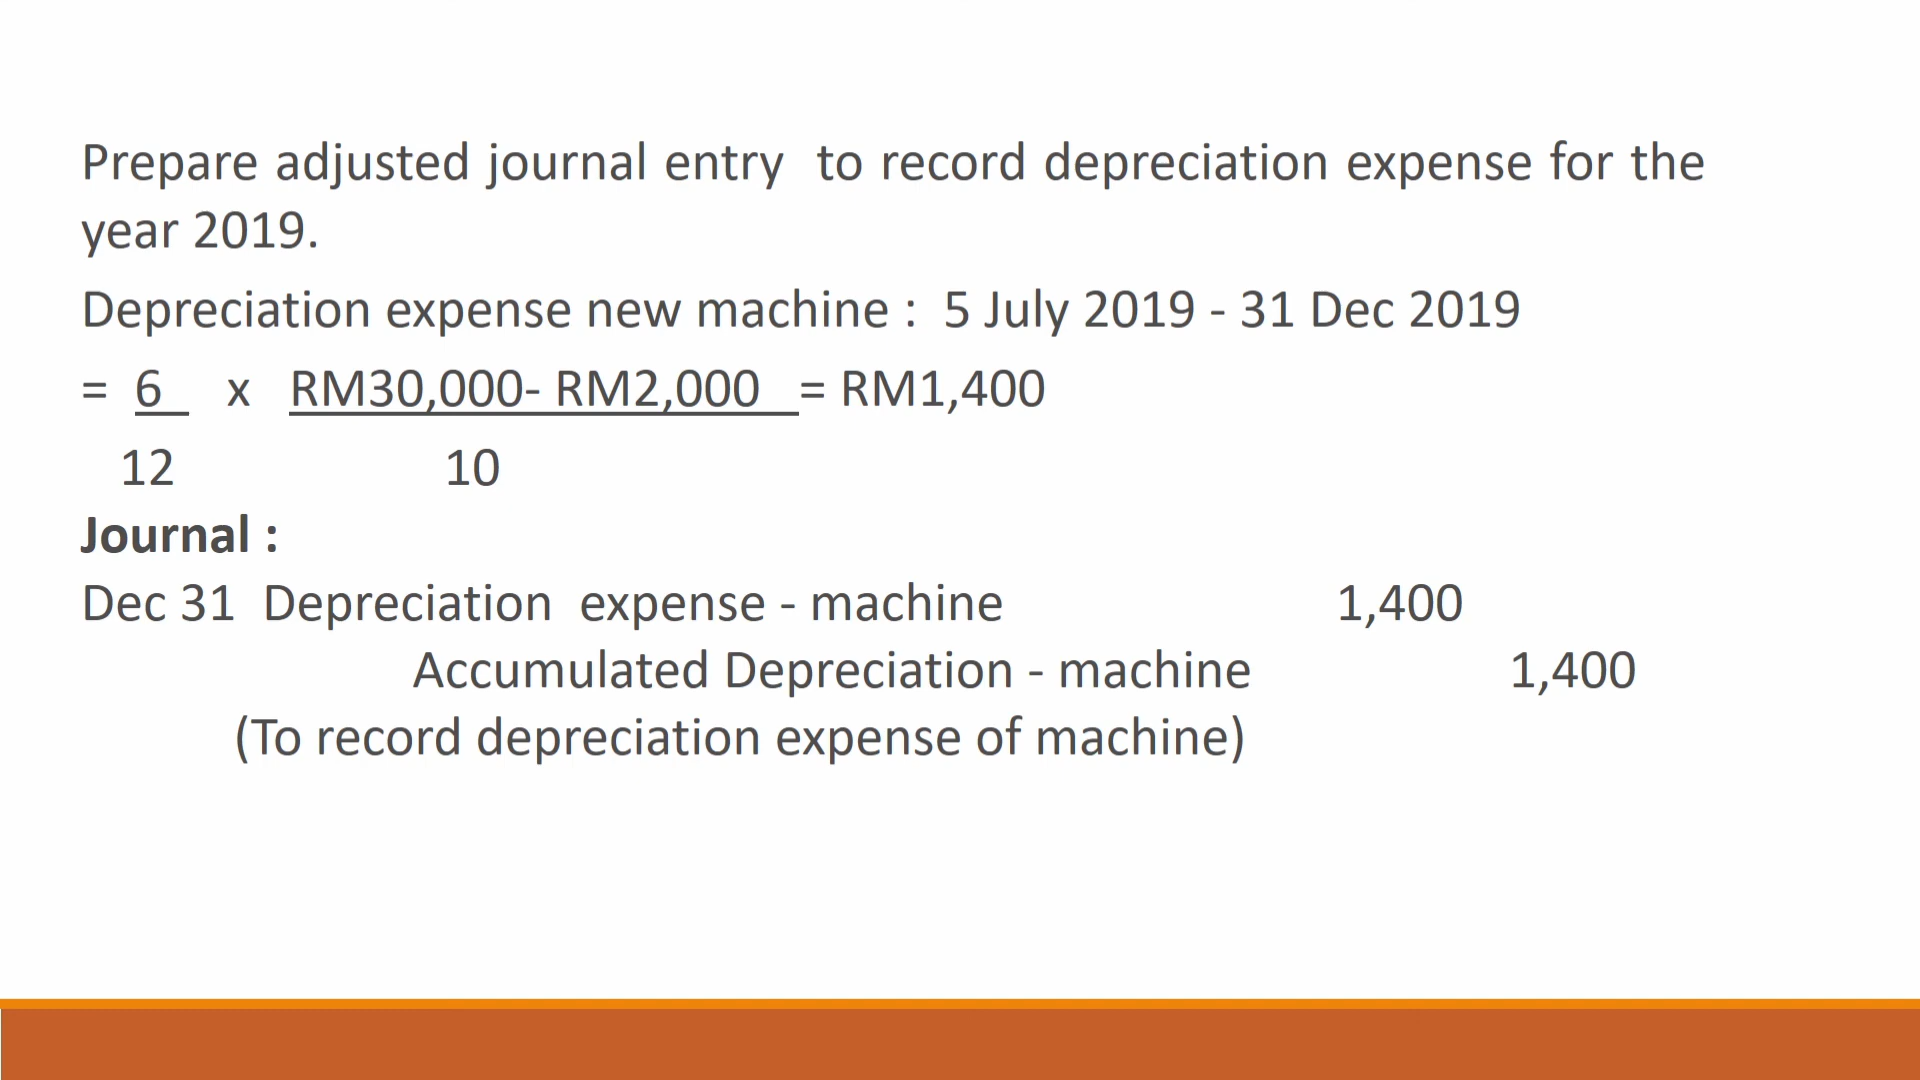 Prepare adjusted journal entry to record depreciation expense for the
year 2019.
Depreciation expense new machine : 5 July 2019 - 31 Dec 2019
= 6 x RM30,000- RM2,000 = RM1,400
12 10
Journal :
Dec 31 Depreciation expense - machine 1,400
Accumulated Depreciation - machine 1,400
(To record depreciation expense of machine)